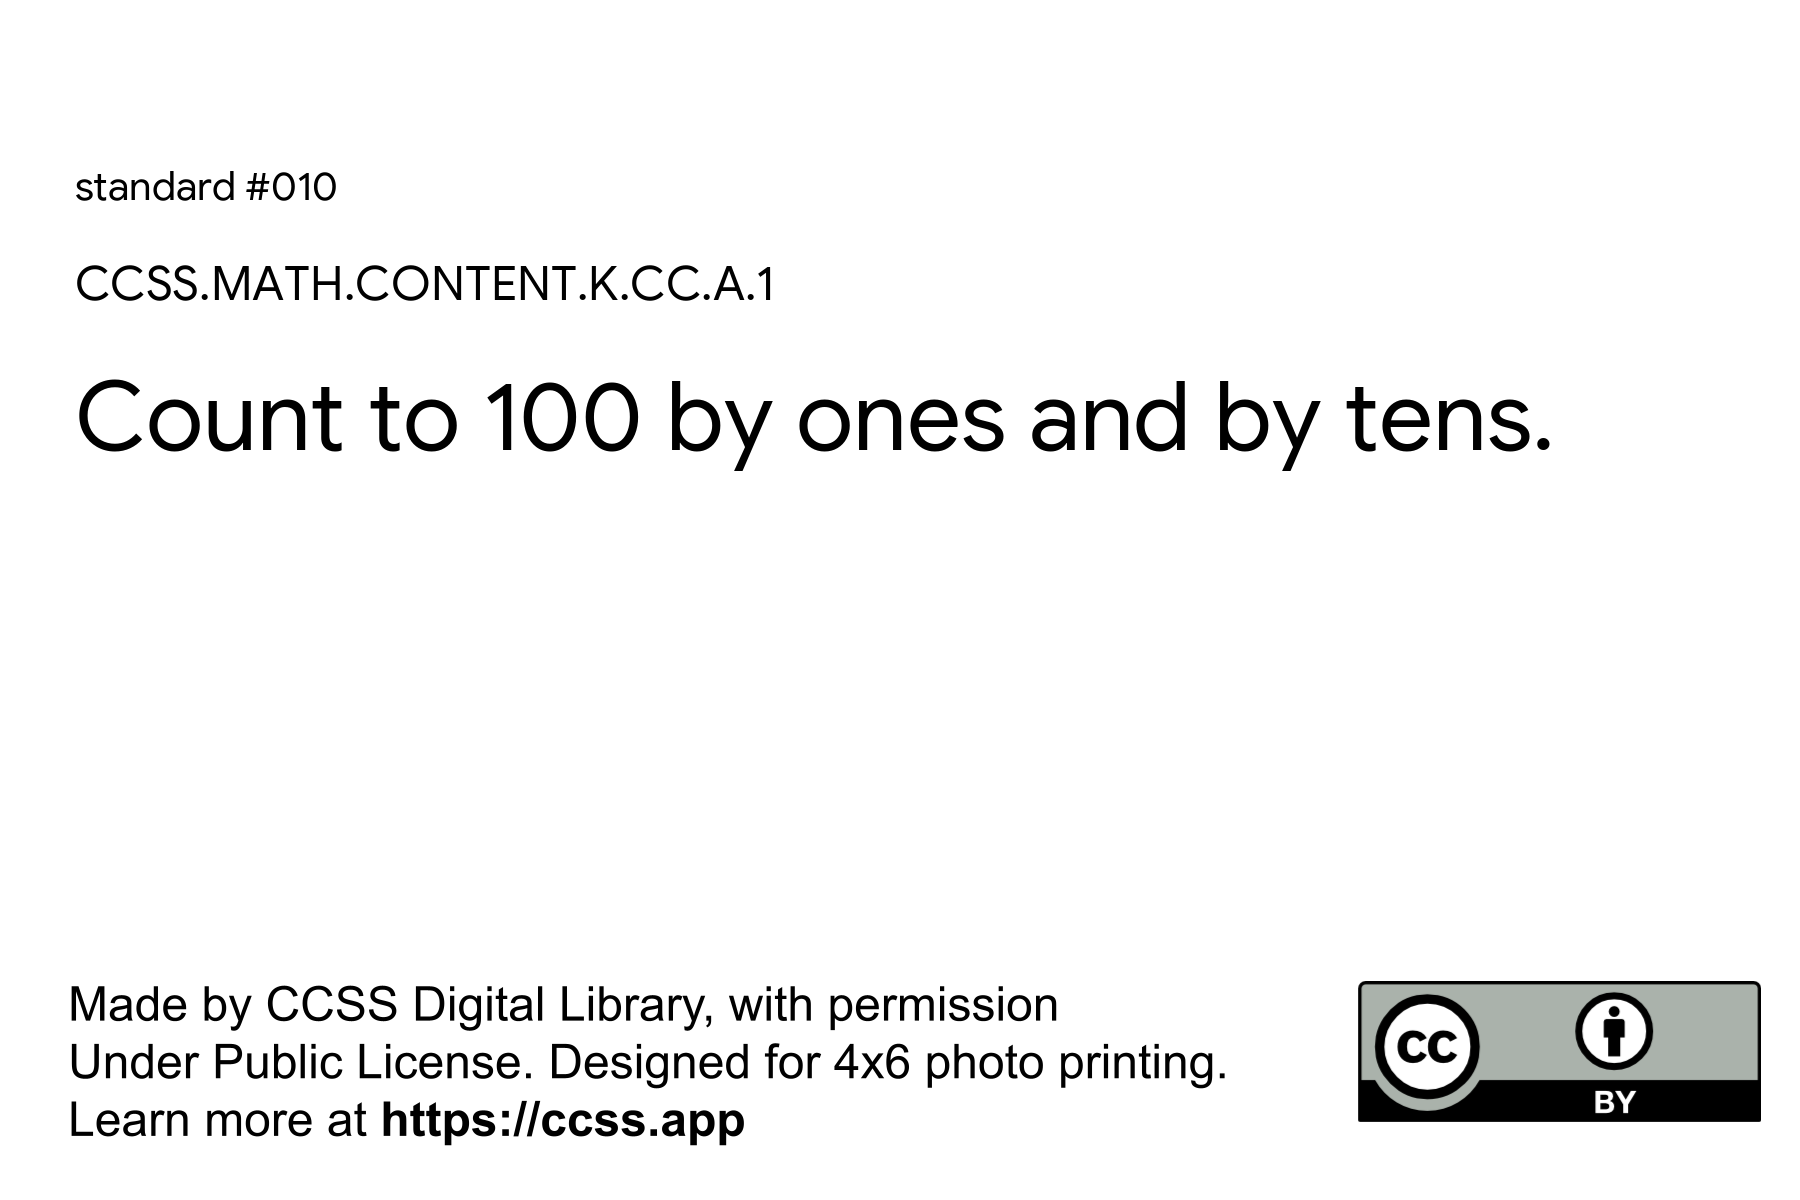 standard #010
CCSS.MATH.CONTENT.K.CC.A.1
Count to 100 by ones and by tens.
Made by CCSS Digital Library, with permission
Under Public License. Designed for 4x6 photo printing.
Learn more at https://ccss.app
cc
BY